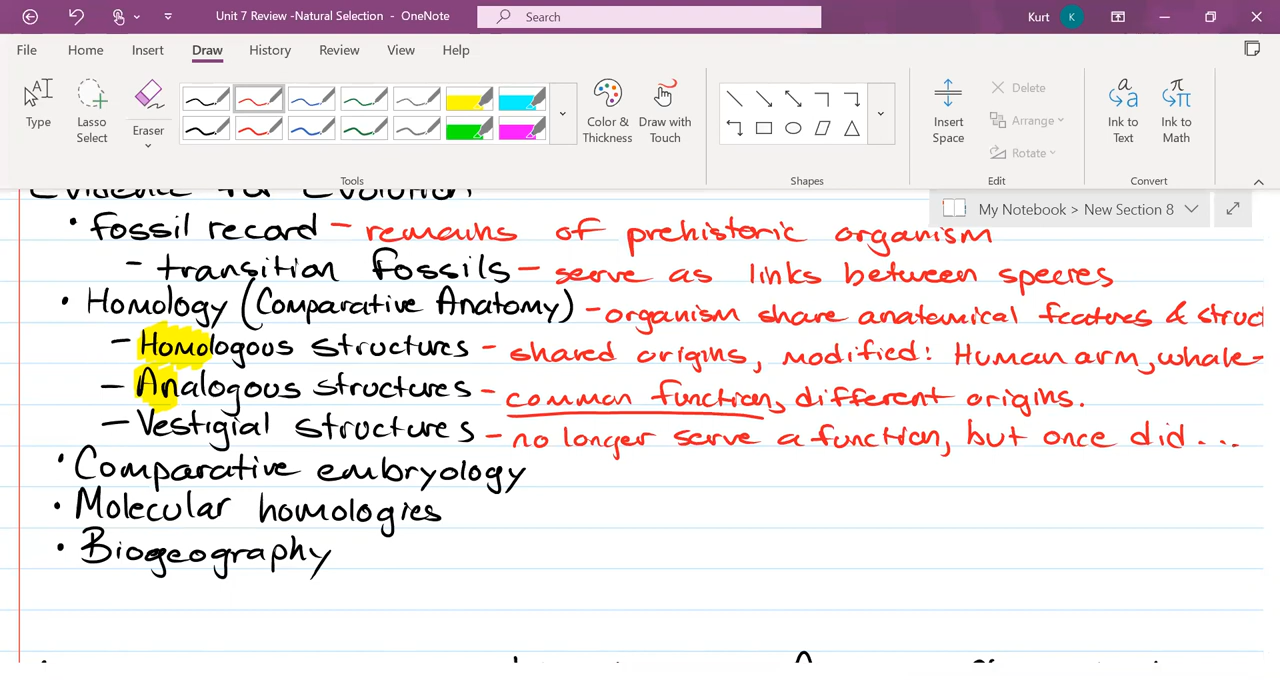 Unit 7 Review -Natural Selection - OneNote
Search
Kurt K
File Home Insert Draw History Review View Help
Type
Lasso Select
Eraser
Color & Thickness
Draw with Touch
Insert Space
Delete
Arrange
Rotate
Ink to Text
Ink to Math
Tools Shapes Edit Convert
My Notebook > New Section 8
Evidence for Evolution
• Fossil record - remains of prehistoric organism
- transition fossils - serve as links between species
• Homology (Comparative Anatomy) - organism share anatomical features & struct
- Homologous structures - shared origins, modified: Human arm, whale-
- Analogous structures - common function, different origins.
- Vestigial structures - no longer serve a function, but once did ...
• Comparative embryology
• Molecular homologies
• Biogeography